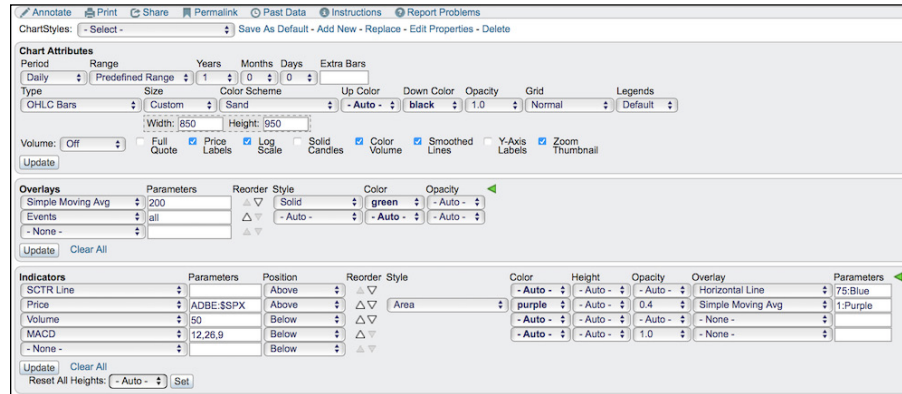 Annotate Print Share Permalink Past Data Instructions Report Problems
ChartStyles: - Select - Save As Default - Add New - Replace - Edit Properties - Delete
Chart Attributes
Period Range Years Months Days Extra Bars
Daily Predefined Range 1 0 0
Type Size Color Scheme Up Color Down Color Opacity Grid Legends
OHLC Bars Custom Sand - Auto - black 1.0 Normal Default
Width: 850 Height: 950
Volume: Off Full Quote Price Labels Log Scale Solid Candles Color Volume Smoothed Lines Y-Axis Labels Zoom Thumbnail
Update
Overlays Parameters Reorder Style Color Opacity
Simple Moving Avg 200 Solid green - Auto -
Events all - Auto - - Auto - - Auto -
- None -
Update Clear All
Indicators Parameters Position Reorder Style Color Height Opacity Overlay Parameters
SCTR Line Above - Auto - - Auto - - Auto - Horizontal Line 75:Blue
Price ADBE:$SPX Above Area purple - Auto - 0.4 Simple Moving Avg 1:Purple
Volume 50 Below - Auto - - Auto - - Auto - - None -
MACD 12,26,9 Below - Auto - - Auto - 1.0 - None -
- None - Below
Update Clear All
Reset All Heights: - Auto - Set